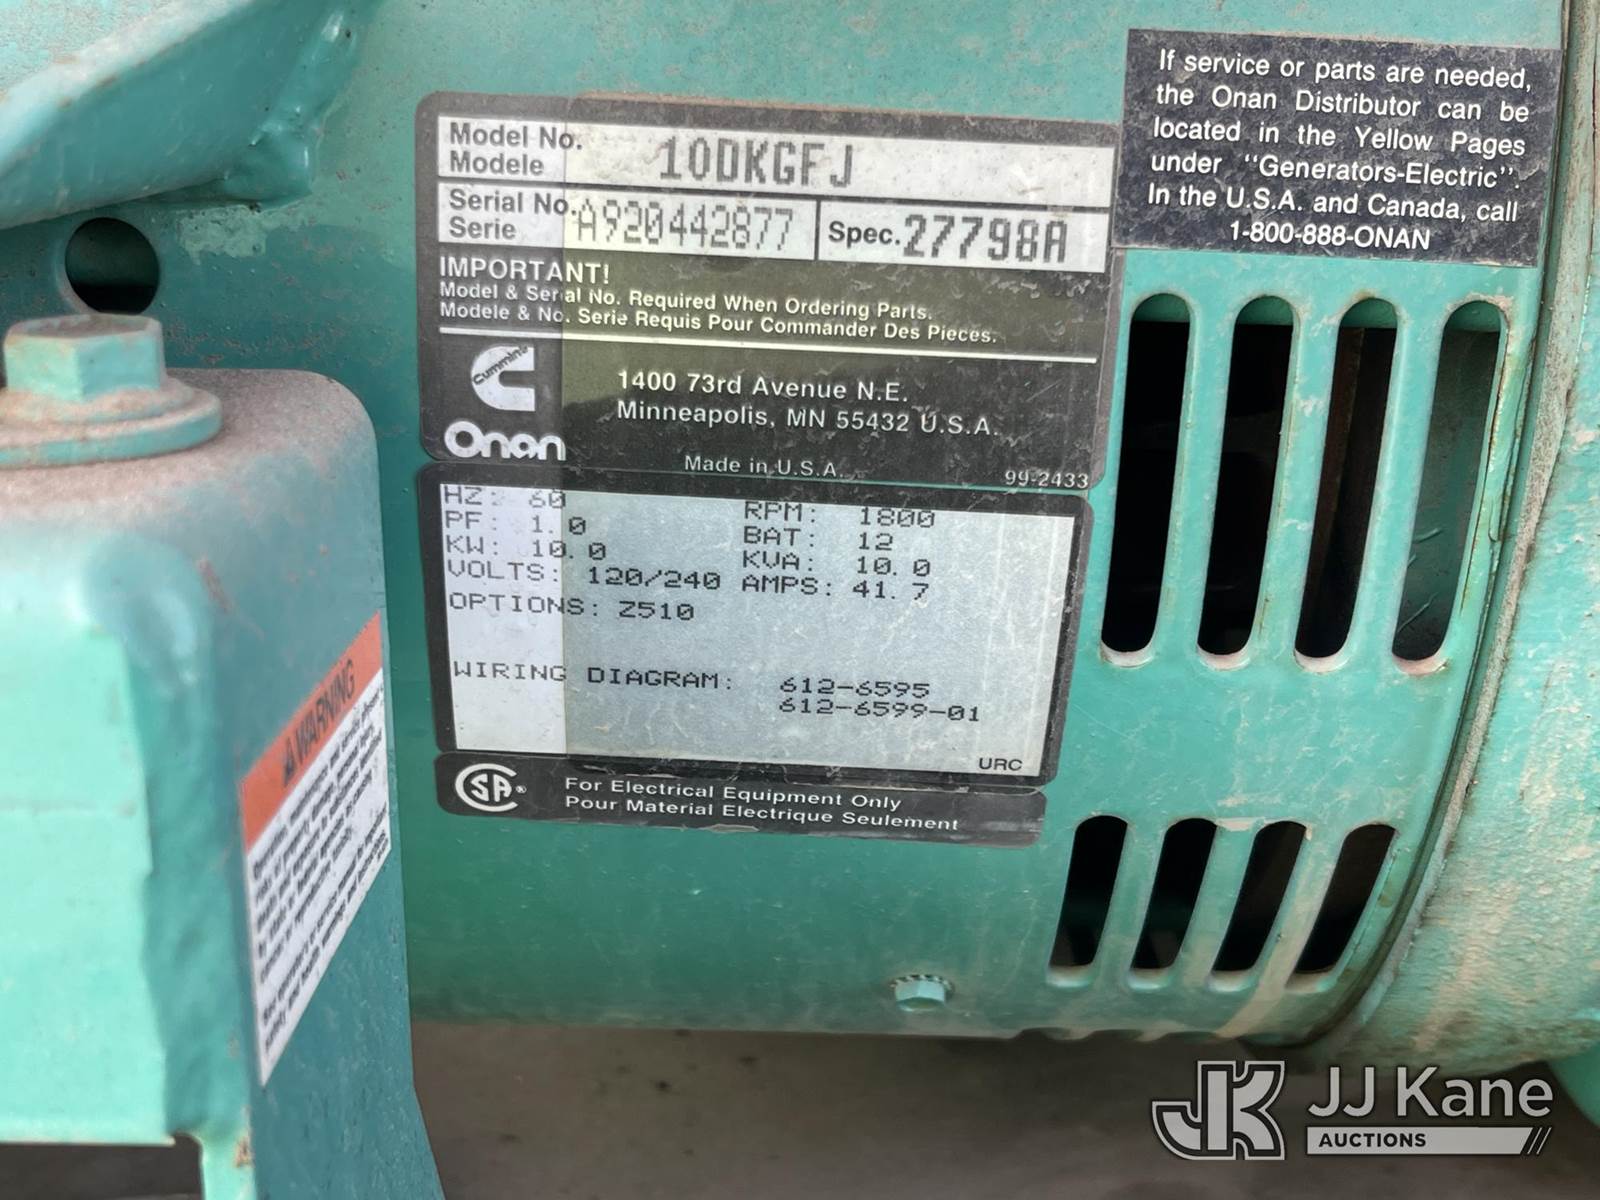 Model No.
Modele
10DKGFJ
Serial No.
Serie
A920442877
Spec. 27798A
IMPORTANT!
Model & Serial No. Required When Ordering Parts.
Modele & No. Serie Requis Pour Commander Des Pieces.
Cummins
Onan
1400 73rd Avenue N.E.
Minneapolis, MN 55432 U.S.A.
Made in U.S.A.
99-2433
HZ: 60
RPM: 1800
PF: 1.0
BAT: 12
KW: 10.0
KVA: 10.0
VOLTS: 120/240
AMPS: 41.7
OPTIONS: Z510
WIRING DIAGRAM: 612-6595
612-6599-01
URC
CSA®
For Electrical Equipment Only
Pour Material Electrique Seulement
If service or parts are needed,
the Onan Distributor can be
located in the Yellow Pages
under "Generators-Electric".
In the U.S.A. and Canada, call
1-800-888-ONAN
WARNING
JK JJ Kane
AUCTIONS